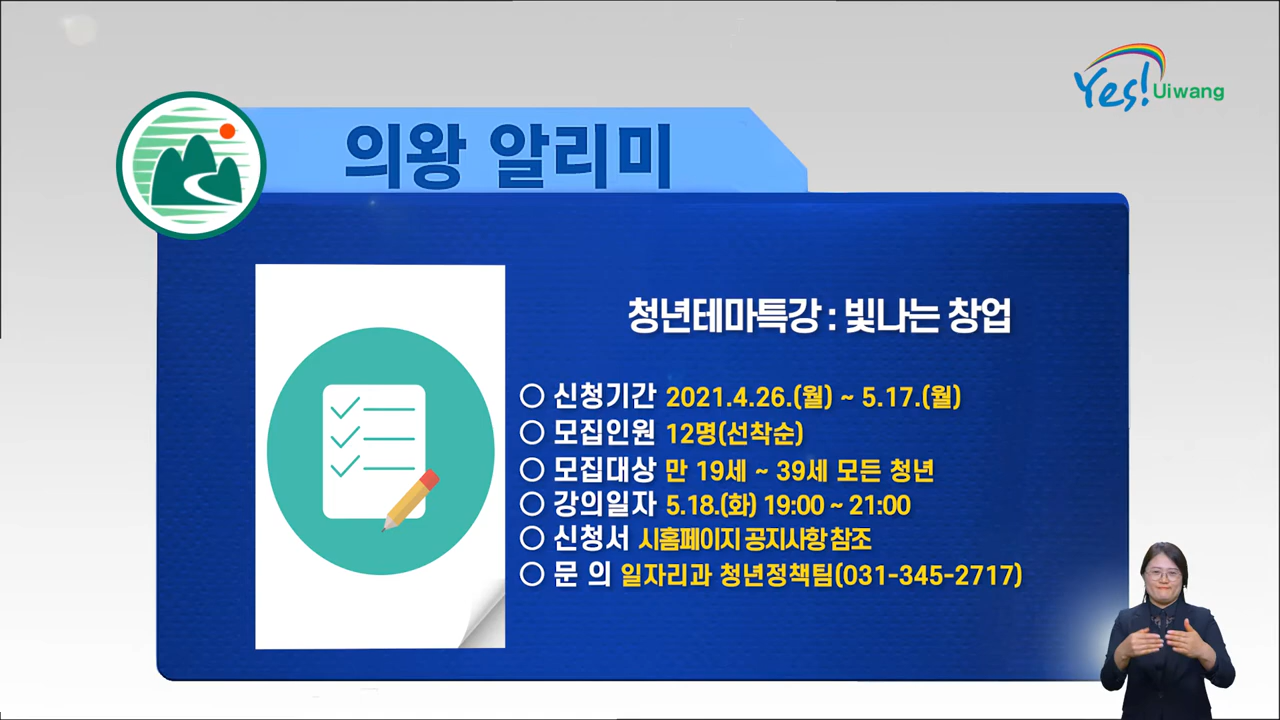 Yes! Uiwang
의왕 알리미
청년테마특강 : 빛나는 창업
○ 신청기간 2021.4.26.(월) ~ 5.17.(월)
○ 모집인원 12명(선착순)
○ 모집대상 만 19세 ~ 39세 모든 청년
○ 강의일자 5.18.(화) 19:00 ~ 21:00
○ 신청서 시홈페이지 공지사항 참조
○ 문 의 일자리과 청년정책팀(031-345-2717)